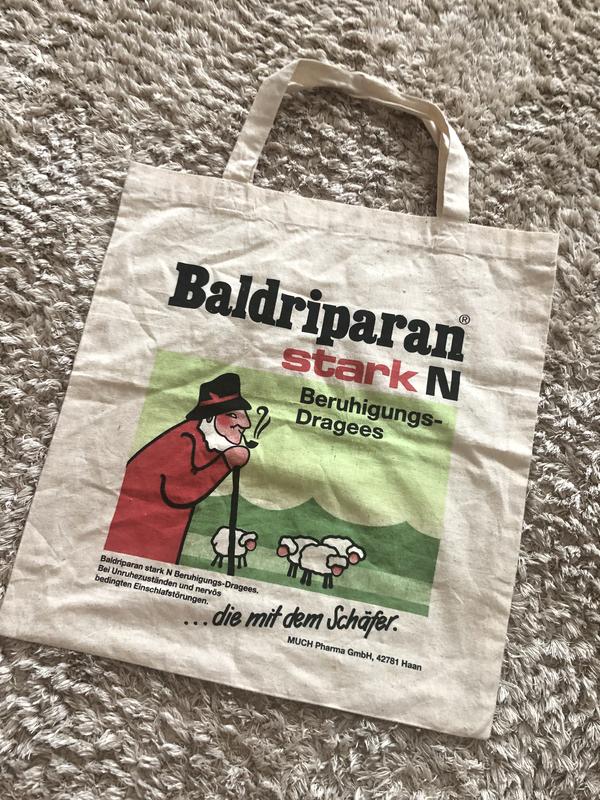 Baldriparan®
stark N
Beruhigungs-
Dragees
Baldriparan stark N Beruhigungs-Dragees.
Bei Unruhezuständen und nervös
bedingten Einschlafstörungen.
...die mit dem Schäfer.
MUCH Pharma GmbH, 42781 Haan